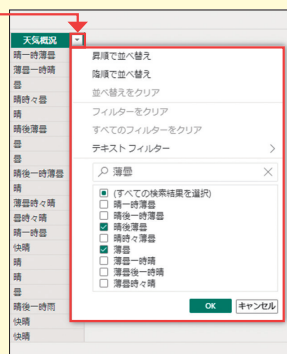 天気概況
晴一時薄曇
薄曇一時晴
曇
晴時々曇
晴
晴後薄曇
曇
曇
晴後一時薄曇
晴
薄曇時々晴
曇時々晴
晴一時曇
快晴
晴
晴
曇
晴後一時雨
快晴
快晴
昇順で並べ替え
降順で並べ替え
並べ替えをクリア
フィルターをクリア
すべてのフィルターをクリア
テキスト フィルター
薄曇
(すべての検索結果を選択)
晴一時薄曇
晴後一時薄曇
晴後薄曇
晴時々薄曇
薄曇
薄曇一時晴
薄曇後一時晴
薄曇時々晴
OK
キャンセル